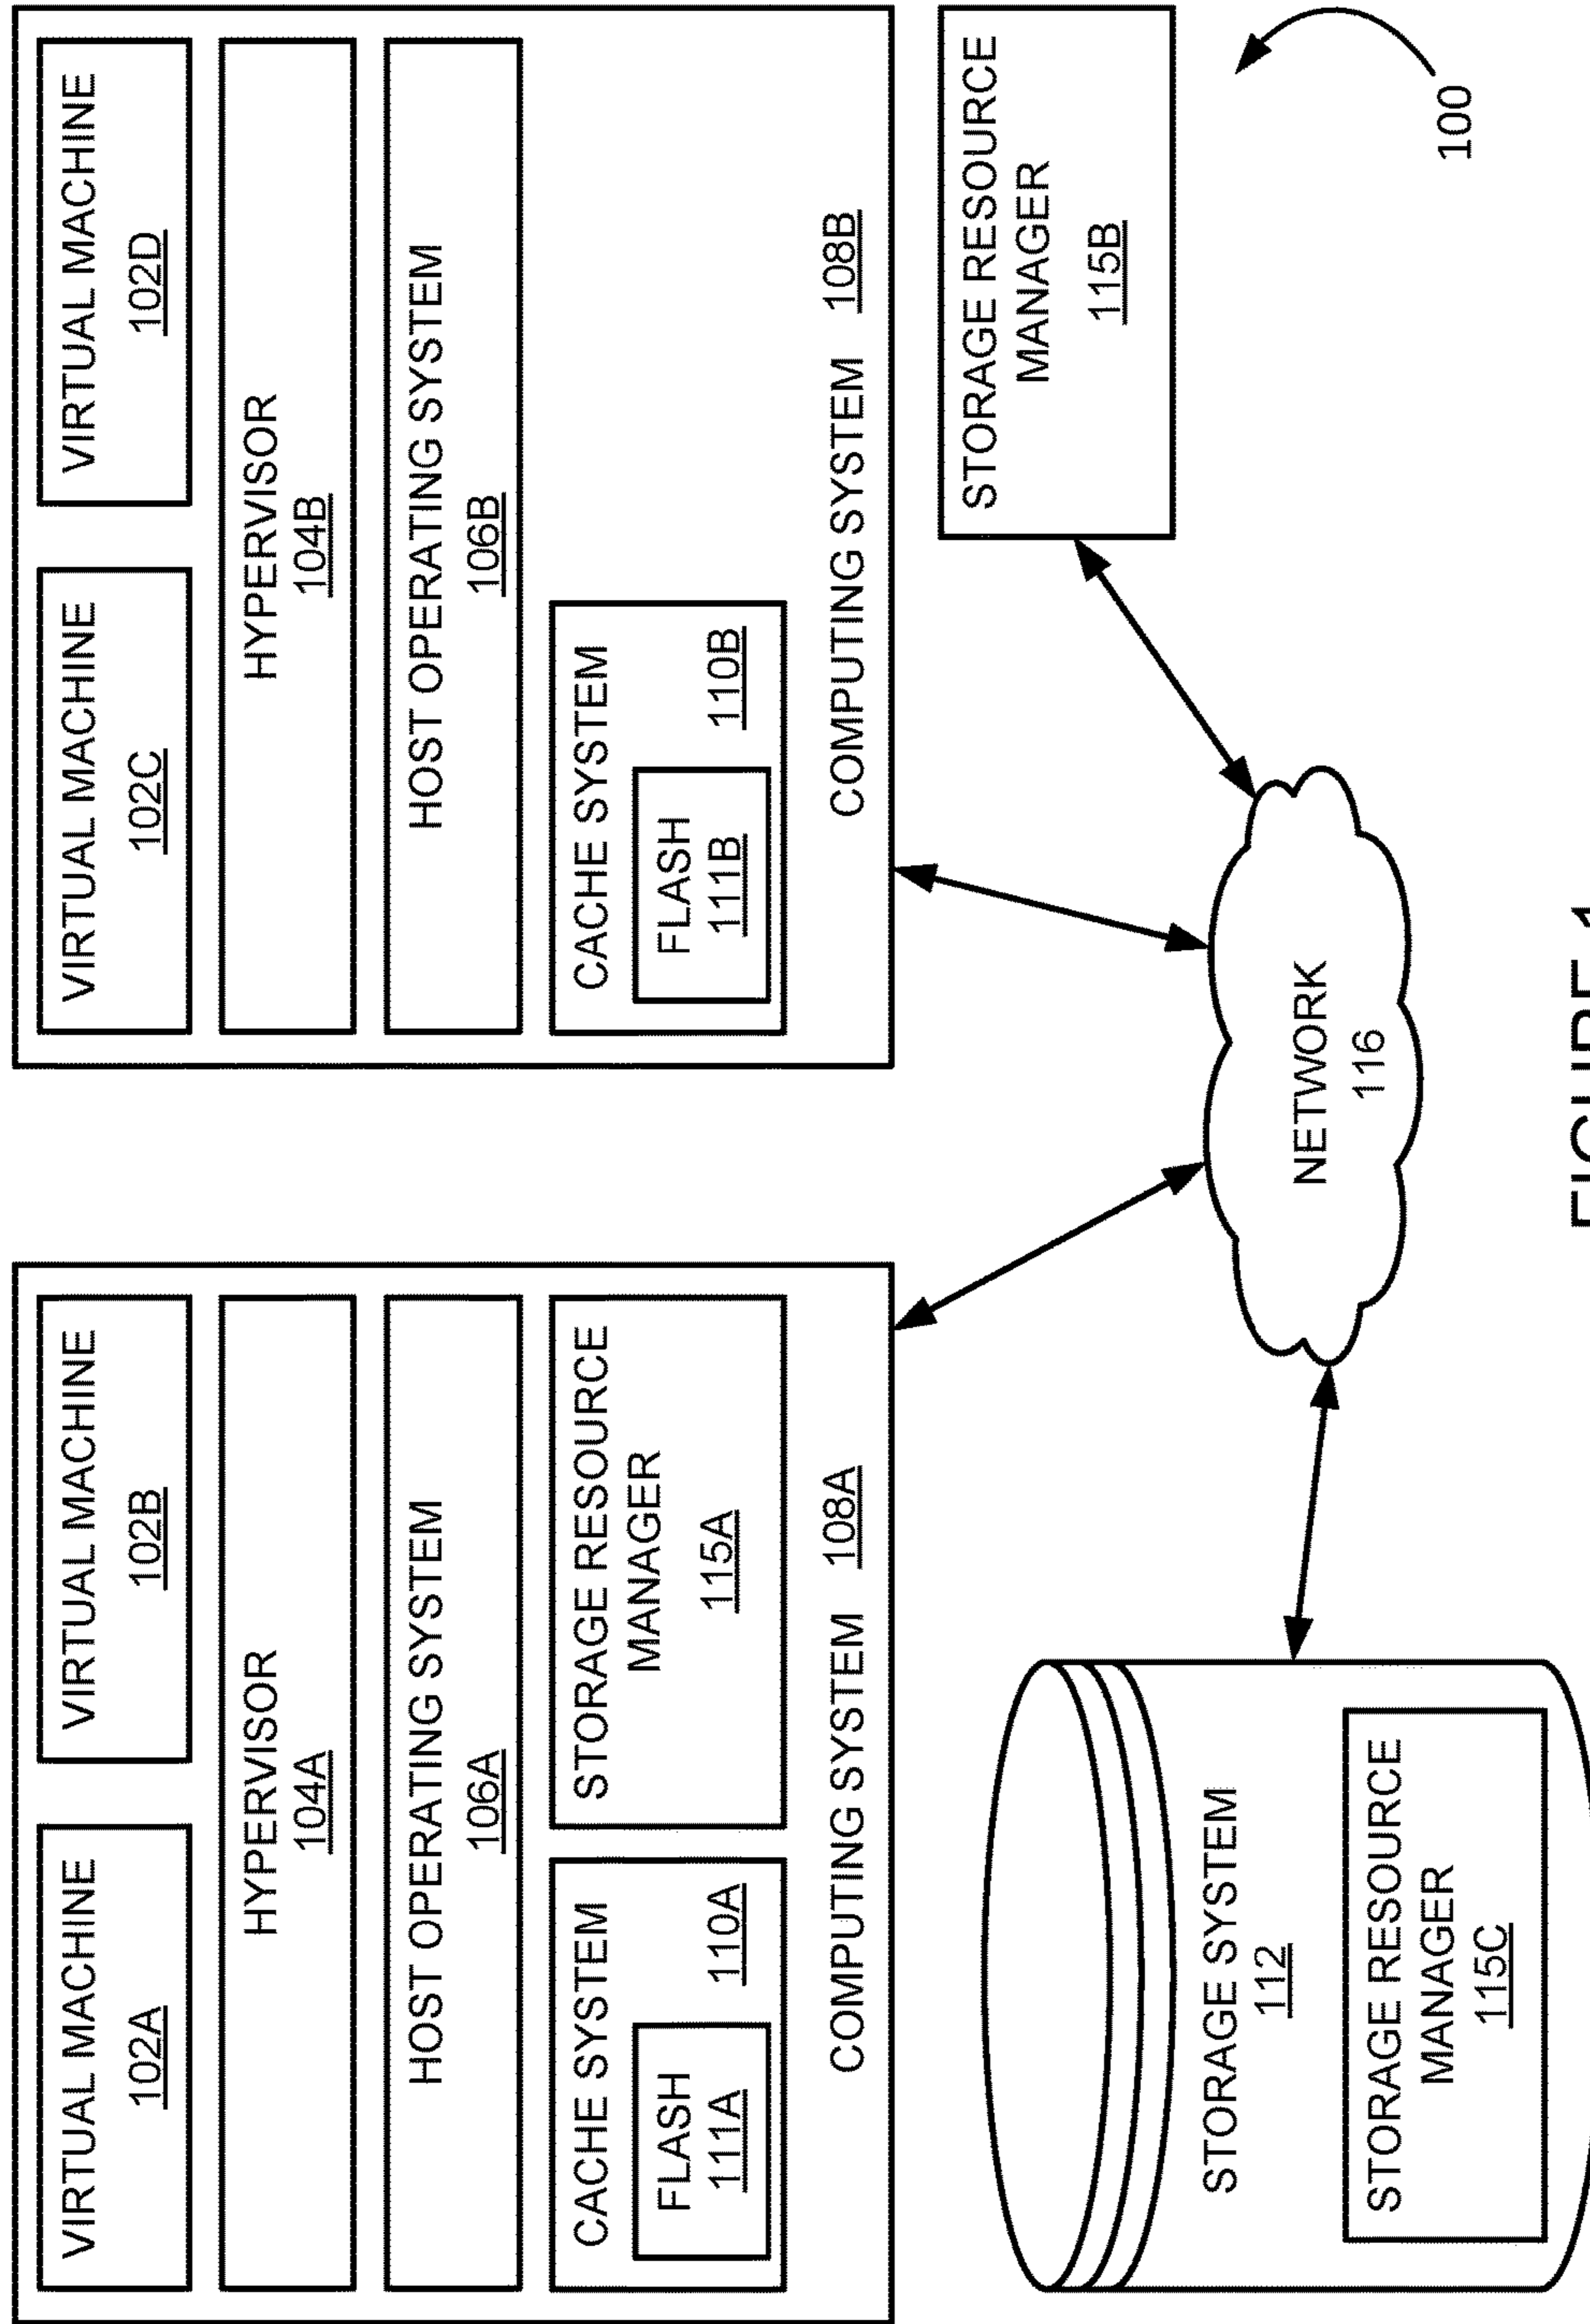 VIRTUAL MACHINE
102A
VIRTUAL MACHINE
102B
HYPERVISOR
104A
HOST OPERATING SYSTEM
106A
CACHE SYSTEM
FLASH
111A
110A
STORAGE RESOURCE
MANAGER
115A
COMPUTING SYSTEM 108A
VIRTUAL MACHINE
102C
VIRTUAL MACHINE
102D
HYPERVISOR
104B
HOST OPERATING SYSTEM
106B
CACHE SYSTEM
FLASH
111B
110B
COMPUTING SYSTEM 108B
STORAGE SYSTEM
112
STORAGE RESOURCE
MANAGER
115C
NETWORK
116
STORAGE RESOURCE
MANAGER
115B
100
FIGURE 1